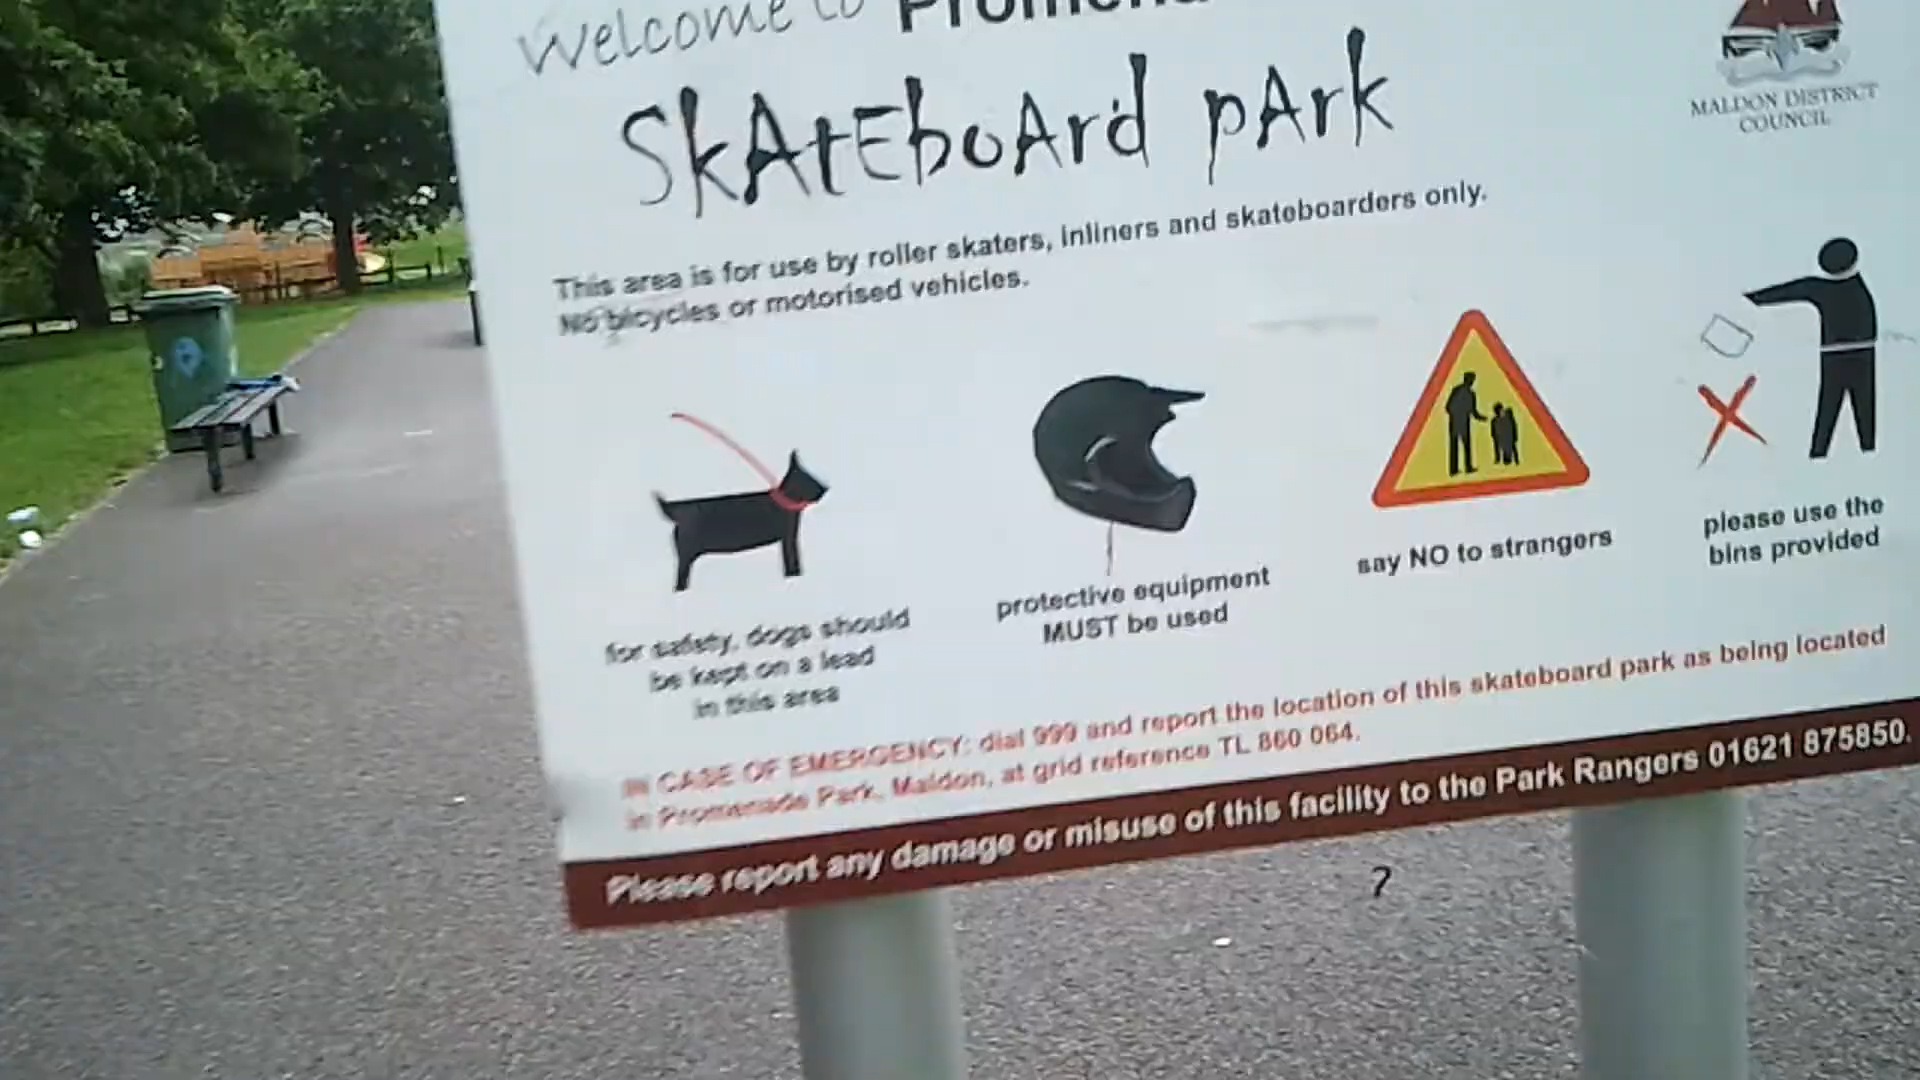 Welcome to
SkAtEboArd pArk
MALDON DISTRICT
COUNCIL
This area is for use by roller skaters, inliners and skateboarders only.
No bicycles or motorised vehicles.
for safety, dogs should
be kept on a lead
in this area
protective equipment
MUST be used
say NO to strangers
please use the
bins provided
IN CASE OF EMERGENCY: dial 999 and report the location of this skateboard park as being located
in Promenade Park, Maldon, at grid reference TL 860 064.
Please report any damage or misuse of this facility to the Park Rangers 01621 875850.
?